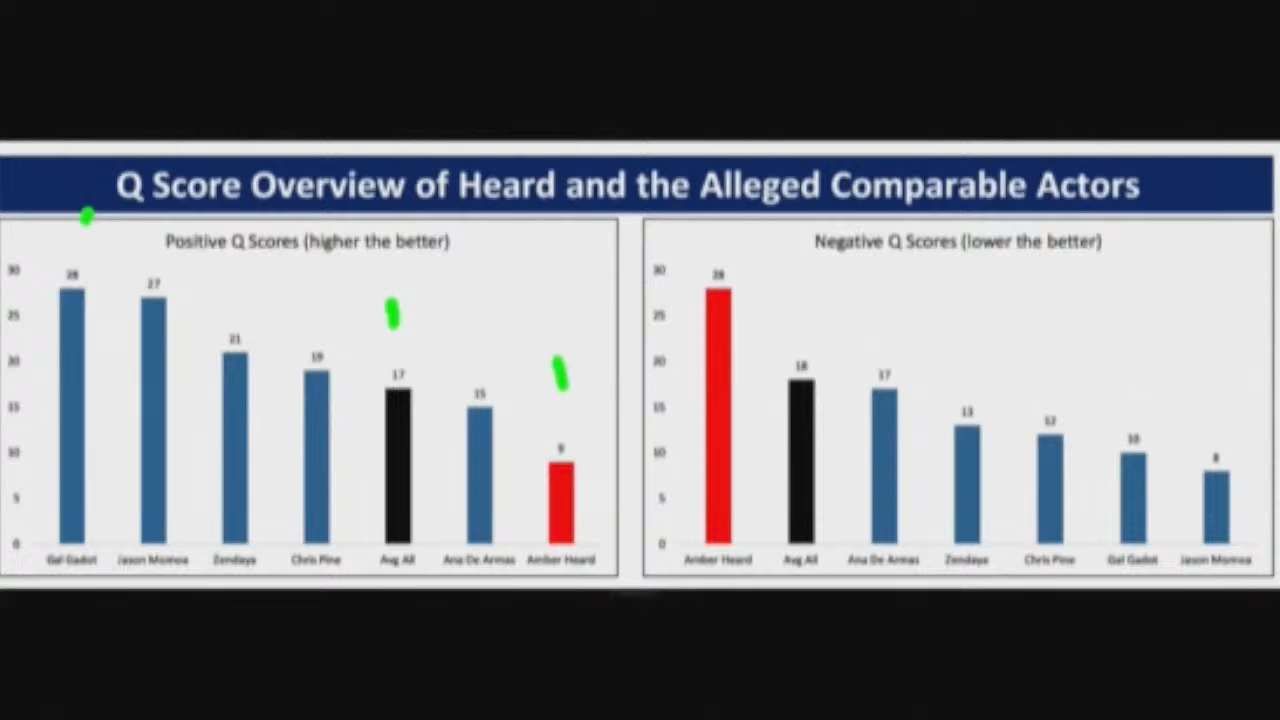 Q Score Overview of Heard and the Alleged Comparable Actors
Positive Q Scores (higher the better)
30
25
20
15
10
5
0
28
27
21
19
17
15
9
Gal Gadot
Jason Momoa
Zendaya
Chris Pine
Avg All
Ana De Armas
Amber Heard
Negative Q Scores (lower the better)
30
25
20
15
10
5
0
28
18
17
13
12
10
8
Amber Heard
Avg All
Ana De Armas
Zendaya
Chris Pine
Gal Gadot
Jason Momoa